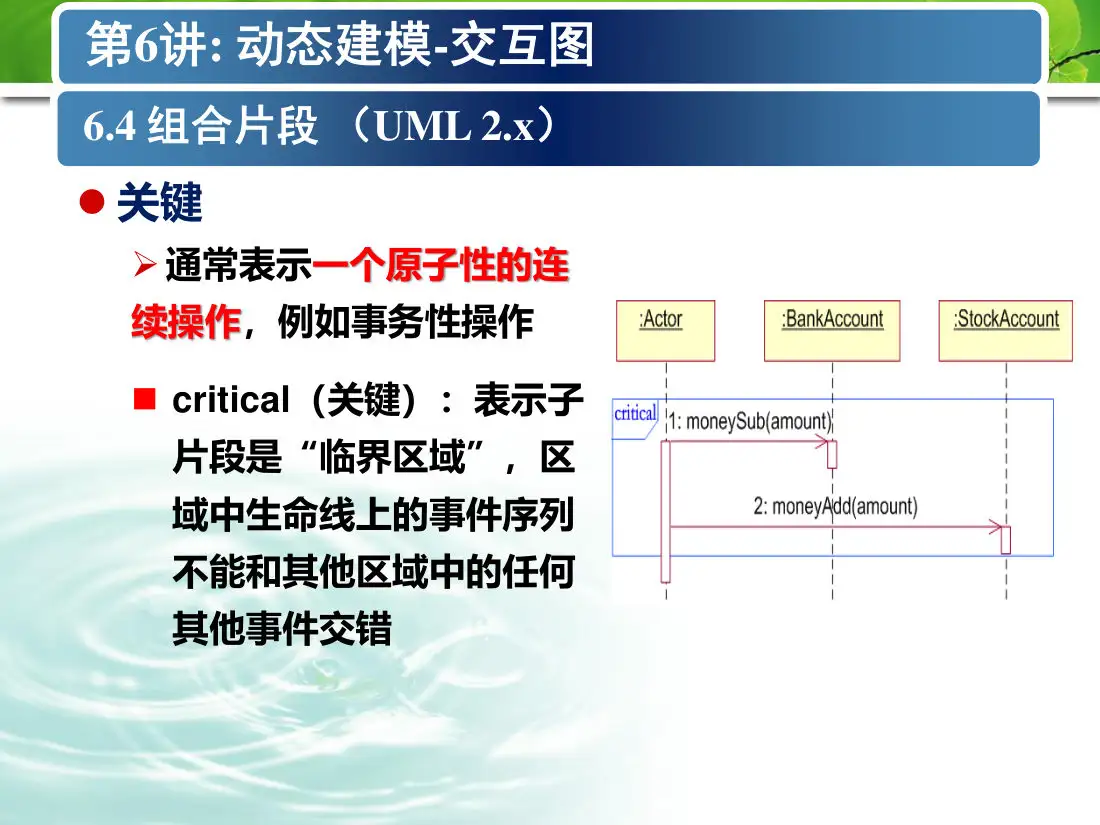 第6讲: 动态建模-交互图
6.4 组合片段 （UML 2.x）
关键
通常表示一个原子性的连
续操作，例如事务性操作
critical（关键）：表示子
片段是“临界区域”，区
域中生命线上的事件序列
不能和其他区域中的任何
其他事件交错
:Actor
:BankAccount
:StockAccount
critical
1: moneySub(amount)
2: moneyAdd(amount)